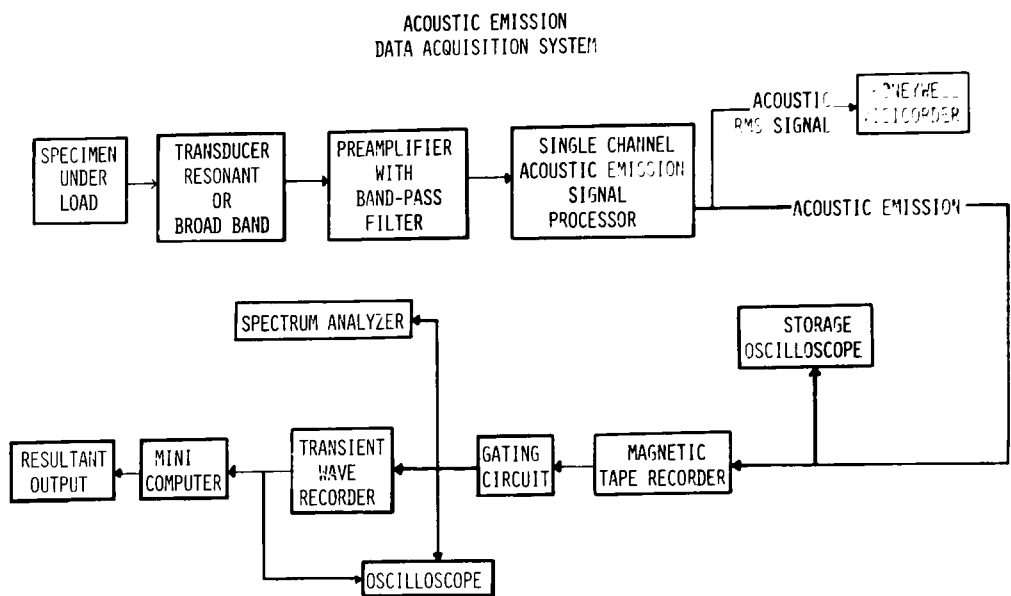 ACOUSTIC EMISSION
DATA ACQUISITION SYSTEM
SPECIMEN
UNDER
LOAD
TRANSDUCER
RESONANT
OR
BROAD BAND
PREAMPLIFIER
WITH
BAND-PASS
FILTER
SINGLE CHANNEL
ACOUSTIC EMISSION
SIGNAL
PROCESSOR
ACOUSTIC
RMS SIGNAL
HONEYWELL
VISICORDER
ACOUSTIC EMISSION
SPECTRUM ANALYZER
STORAGE
OSCILLOSCOPE
RESULTANT
OUTPUT
MINI
COMPUTER
TRANSIENT
WAVE
RECORDER
GATING
CIRCUIT
MAGNETIC
TAPE RECORDER
OSCILLOSCOPE